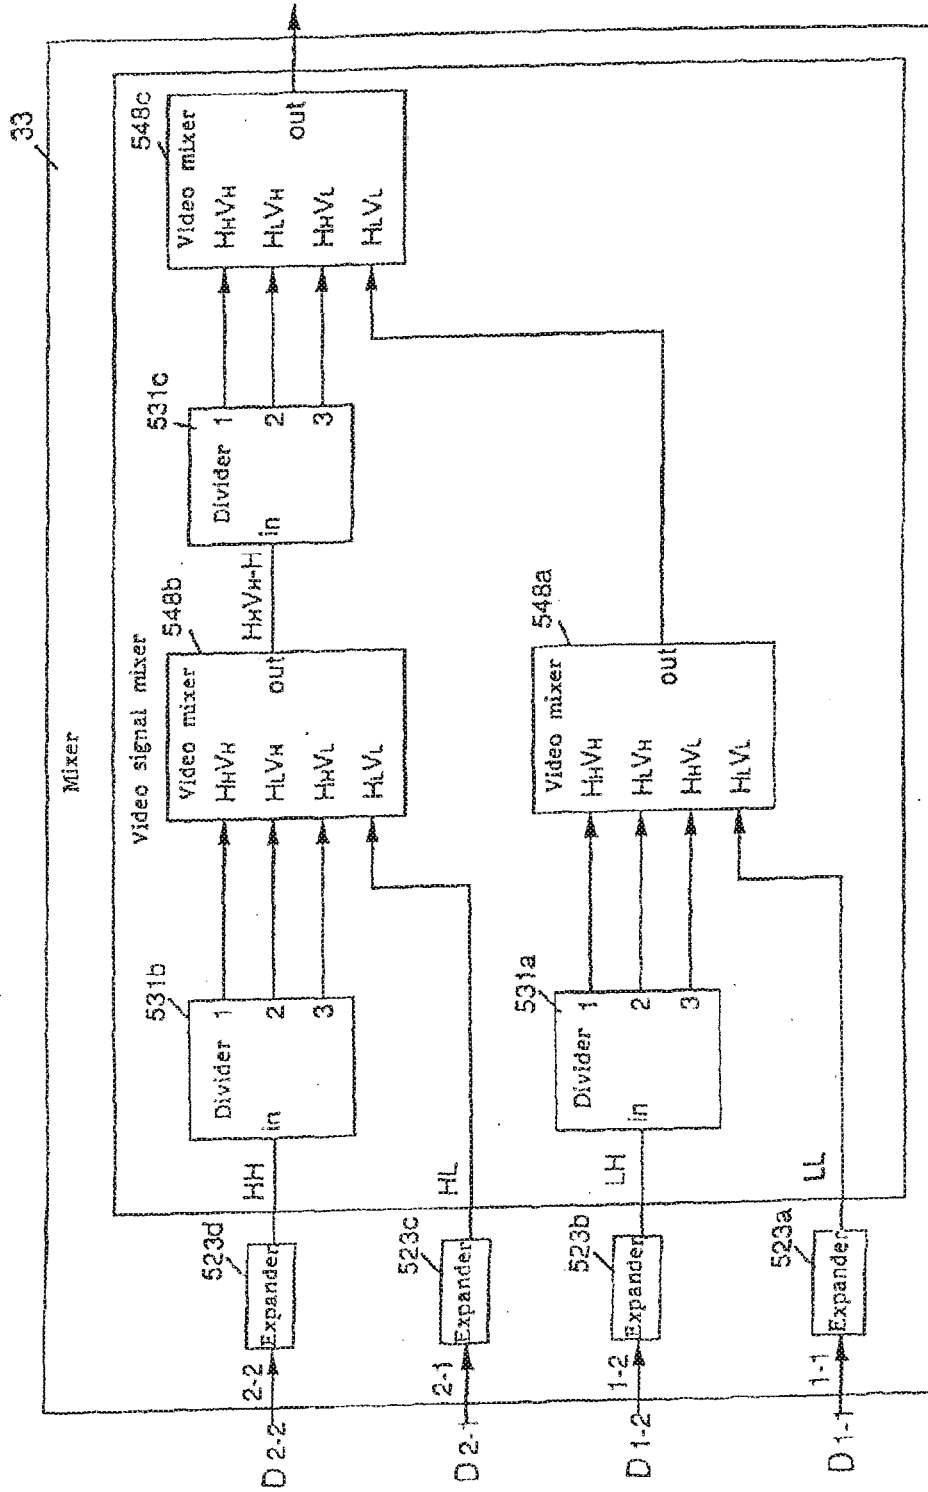 33
Mixer
Video signal mixer
D 2-2
2-2
Expander
523d
HH
in
Divider
1
2
3
531b
Video mixer
HHVH
HLVH
HHVL
HLVL
out
548b
HHVH-H
in
Divider
1
2
3
531c
Video mixer
HHVH
HLVH
HHVL
HLVL
out
548c
D 2-1
2-1
Expander
523c
HL
D 1-2
1-2
Expander
523b
LH
in
Divider
1
2
3
531a
Video mixer
HHVH
HLVH
HHVL
HLVL
out
548a
D 1-1
1-1
Expander
523a
LL